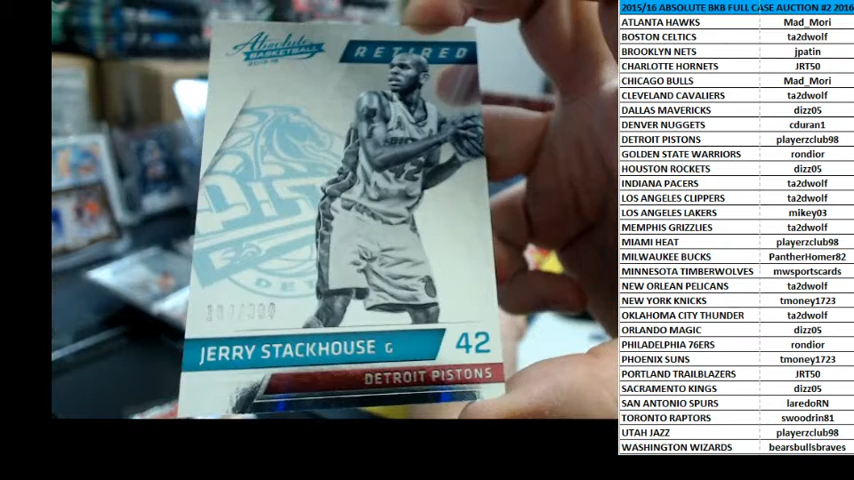 Absolute
BASKETBALL
2015-16
RETIRED
42
JERRY STACKHOUSE G
42
DETROIT PISTONS
2015/16 ABSOLUTE BKB FULL CASE AUCTION #2 2016
ATLANTA HAWKS Mad_Mori
BOSTON CELTICS ta2dwolf
BROOKLYN NETS jpatin
CHARLOTTE HORNETS JRT50
CHICAGO BULLS Mad_Mori
CLEVELAND CAVALIERS ta2dwolf
DALLAS MAVERICKS dizz05
DENVER NUGGETS cduran1
DETROIT PISTONS playerzclub98
GOLDEN STATE WARRIORS rondior
HOUSTON ROCKETS dizz05
INDIANA PACERS ta2dwolf
LOS ANGELES CLIPPERS ta2dwolf
LOS ANGELES LAKERS mikey03
MEMPHIS GRIZZLIES ta2dwolf
MIAMI HEAT playerzclub98
MILWAUKEE BUCKS PantherHomer82
MINNESOTA TIMBERWOLVES mwsportscards
NEW ORLEAN PELICANS ta2dwolf
NEW YORK KNICKS tmoney1723
OKLAHOMA CITY THUNDER ta2dwolf
ORLANDO MAGIC dizz05
PHILADELPHIA 76ERS rondior
PHOENIX SUNS tmoney1723
PORTLAND TRAILBLAZERS JRT50
SACRAMENTO KINGS dizz05
SAN ANTONIO SPURS laredoRN
TORONTO RAPTORS swoodrin81
UTAH JAZZ playerzclub98
WASHINGTON WIZARDS bearsbullsbraves